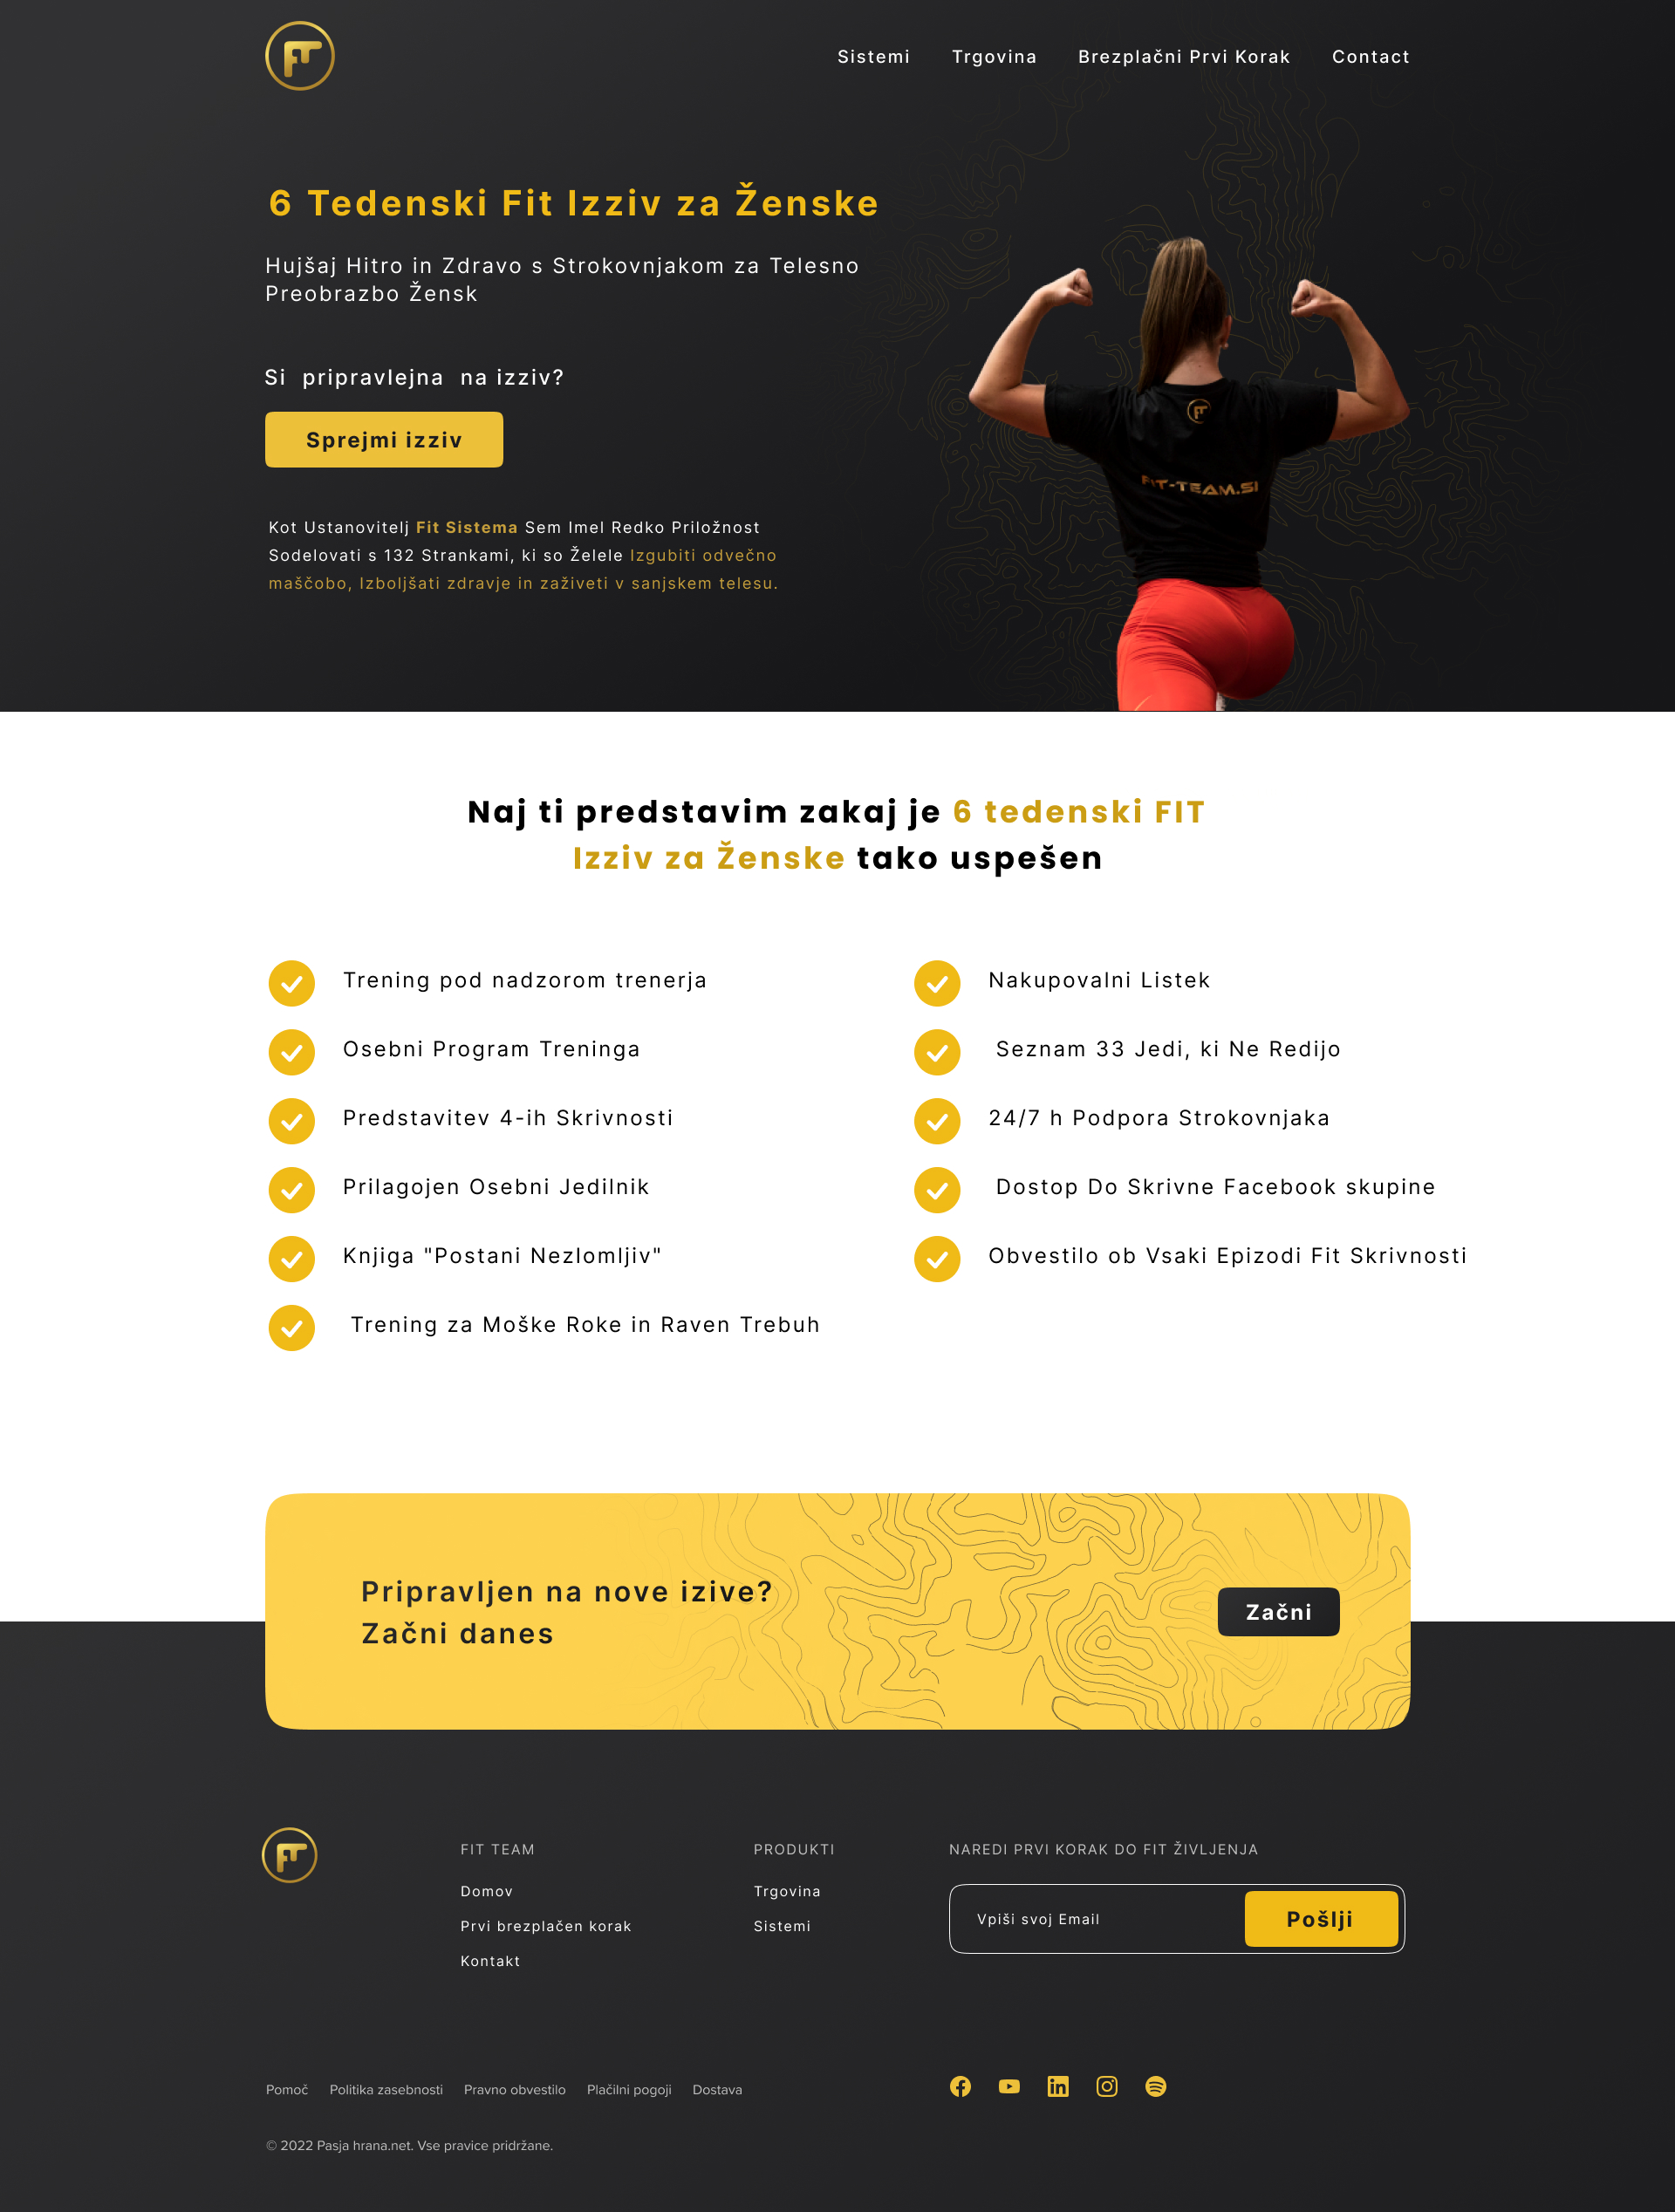 FT
Sistemi Trgovina Brezplačni Prvi Korak Contact
6 Tedenski Fit Izziv za Ženske
Hujšaj Hitro in Zdravo s Strokovnjakom za Telesno
Preobrazbo Žensk
Si pripravlejna na izziv?
Sprejmi izziv
FT
FIT-TEAM.SI
Kot Ustanovitelj Fit Sistema Sem Imel Redko Priložnost
Sodelovati s 132 Strankami, ki so Želele Izgubiti odvečno
maščobo, Izboljšati zdravje in zaživeti v sanjskem telesu.
Naj ti predstavim zakaj je 6 tedenski FIT
Izziv za Ženske tako uspešen
Trening pod nadzorom trenerja
Osebni Program Treninga
Predstavitev 4-ih Skrivnosti
Prilagojen Osebni Jedilnik
Knjiga "Postani Nezlomljiv"
Trening za Moške Roke in Raven Trebuh
Nakupovalni Listek
Seznam 33 Jedi, ki Ne Redijo
24/7 h Podpora Strokovnjaka
Dostop Do Skrivne Facebook skupine
Obvestilo ob Vsaki Epizodi Fit Skrivnosti
Pripravljen na nove izive?
Začni danes
Začni
FT
FIT TEAM
Domov
Prvi brezplačen korak
Kontakt
PRODUKTI
Trgovina
Sistemi
NAREDI PRVI KORAK DO FIT ŽIVLJENJA
Vpiši svoj Email
Pošlji
Pomoč Politika zasebnosti Pravno obvestilo Plačilni pogoji Dostava
© 2022 Pasja hrana.net. Vse pravice pridržane.